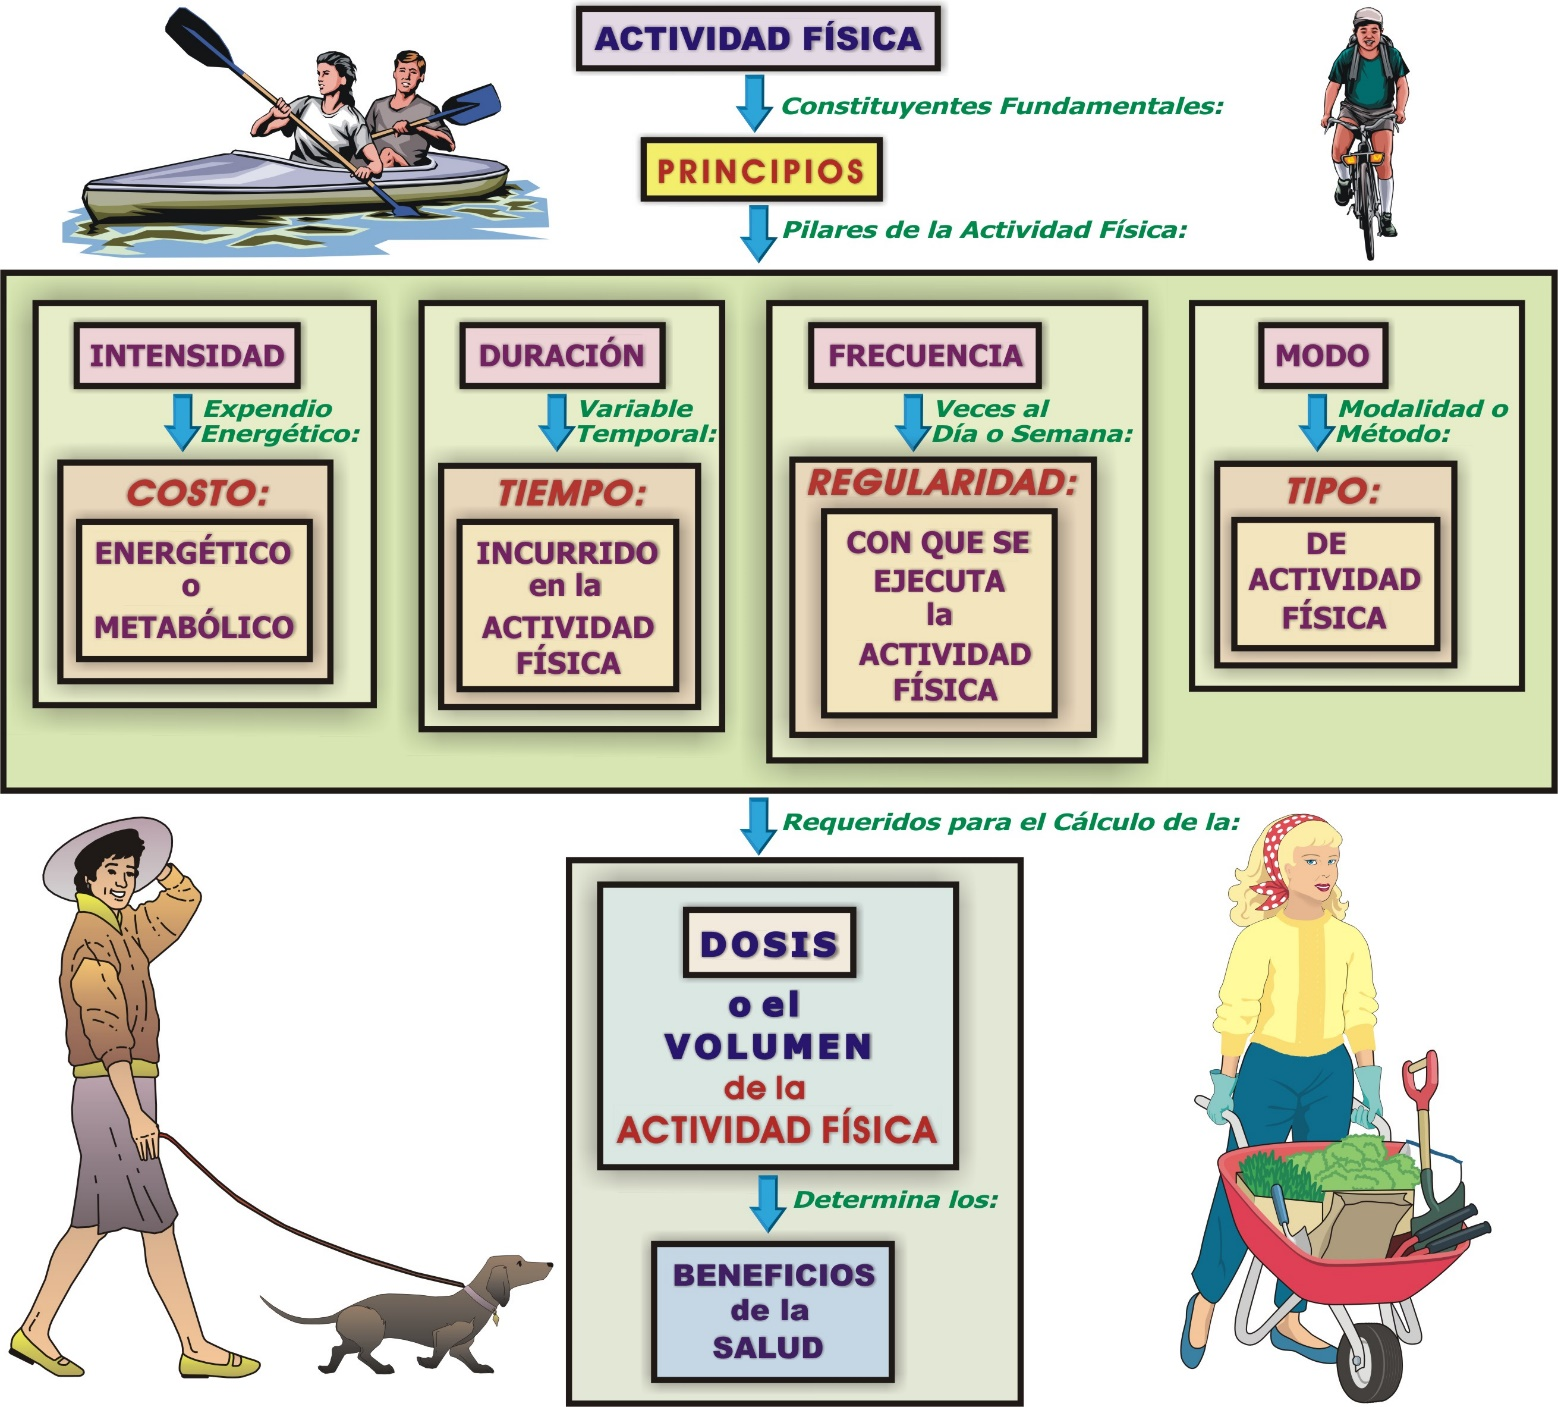 ACTIVIDAD FÍSICA
Constituyentes Fundamentales:
PRINCIPIOS
Pilares de la Actividad Física:
INTENSIDAD
Expendio
Energético:
COSTO:
ENERGÉTICO
o
METABÓLICO
DURACIÓN
Variable
Temporal:
TIEMPO:
INCURRIDO
en la
ACTIVIDAD
FÍSICA
FRECUENCIA
Veces al
Día o Semana:
REGULARIDAD:
CON QUE SE
EJECUTA
la
ACTIVIDAD
FÍSICA
MODO
Modalidad o
Método:
TIPO:
DE
ACTIVIDAD
FÍSICA
Requeridos para el Cálculo de la:
DOSIS
o el
VOLUMEN
de la
ACTIVIDAD FÍSICA
Determina los:
BENEFICIOS
de la
SALUD